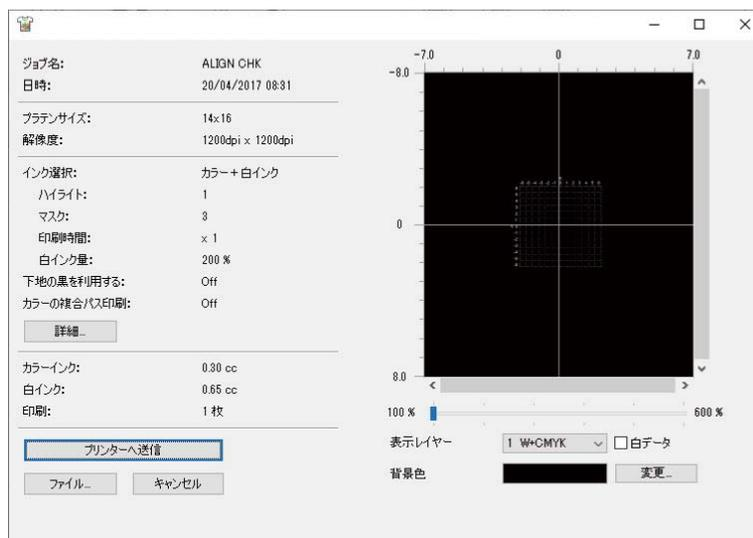 ジョブ名: ALIGN CHK
日時: 20/04/2017 08:31
プラテンサイズ: 14x16
解像度: 1200dpi x 1200dpi
インク選択: カラー+白インク
ハイライト: 1
マスク: 3
印刷時間: x 1
白インク量: 200 %
下地の黒を利用する: Off
カラーの複合パス印刷: Off
詳細...
カラーインク: 0.30 cc
白インク: 0.65 cc
印刷: 1 枚
プリンターへ送信
ファイル... キャンセル
-7.0 0 7.0
-8.0
0
8.0
100 % 600 %
表示レイヤー 1 W+CMYK 白データ
背景色 変更...